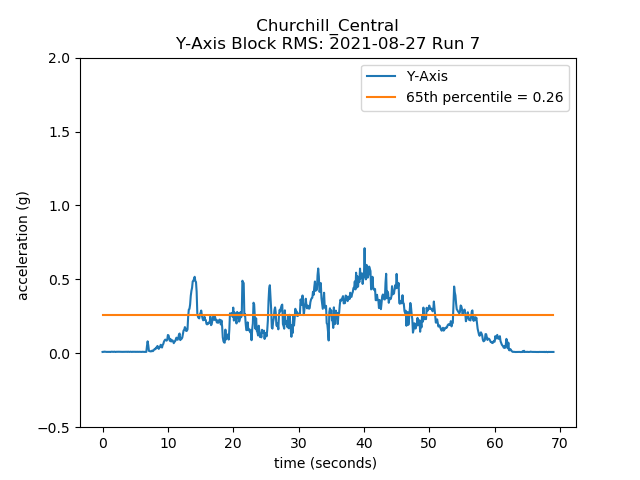 Churchill_Central
Y-Axis Block RMS: 2021-08-27 Run 7
Y-Axis
65th percentile = 0.26
2.0
1.5
1.0
0.5
0.0
−0.5
acceleration (g)
0 10 20 30 40 50 60 70
time (seconds)